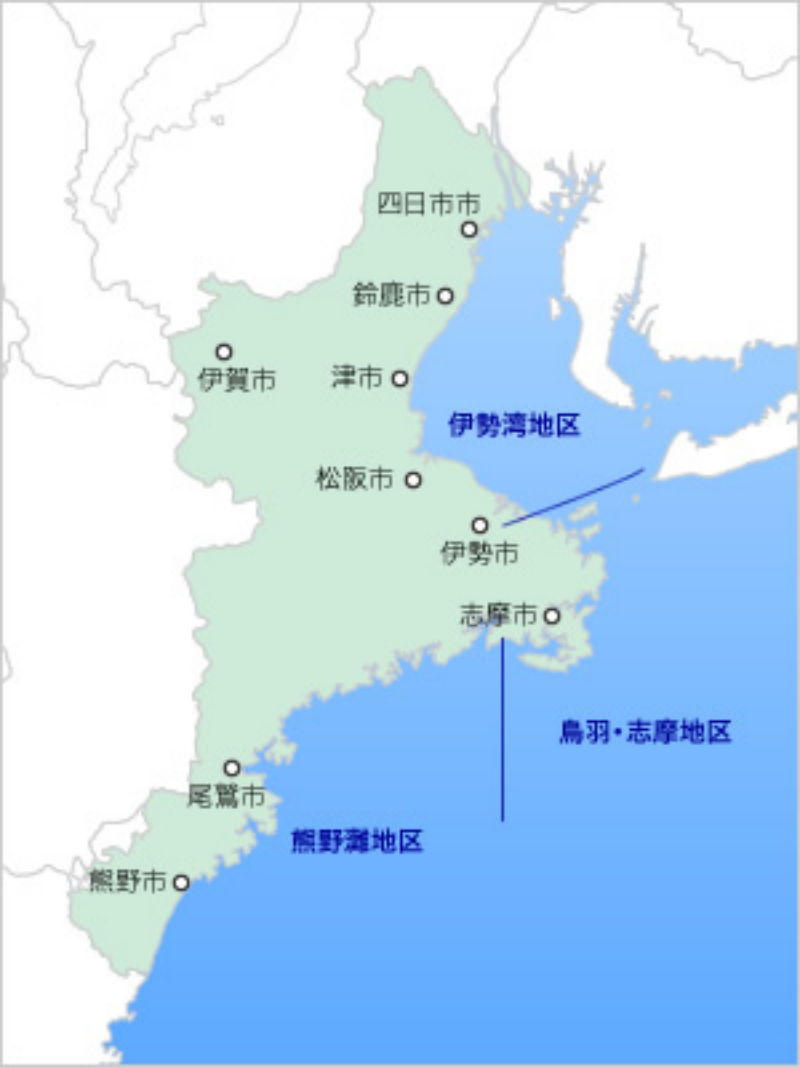 四日市市
鈴鹿市
伊賀市
津市
伊勢湾地区
松阪市
伊勢市
志摩市
鳥羽・志摩地区
尾鷲市
熊野灘地区
熊野市